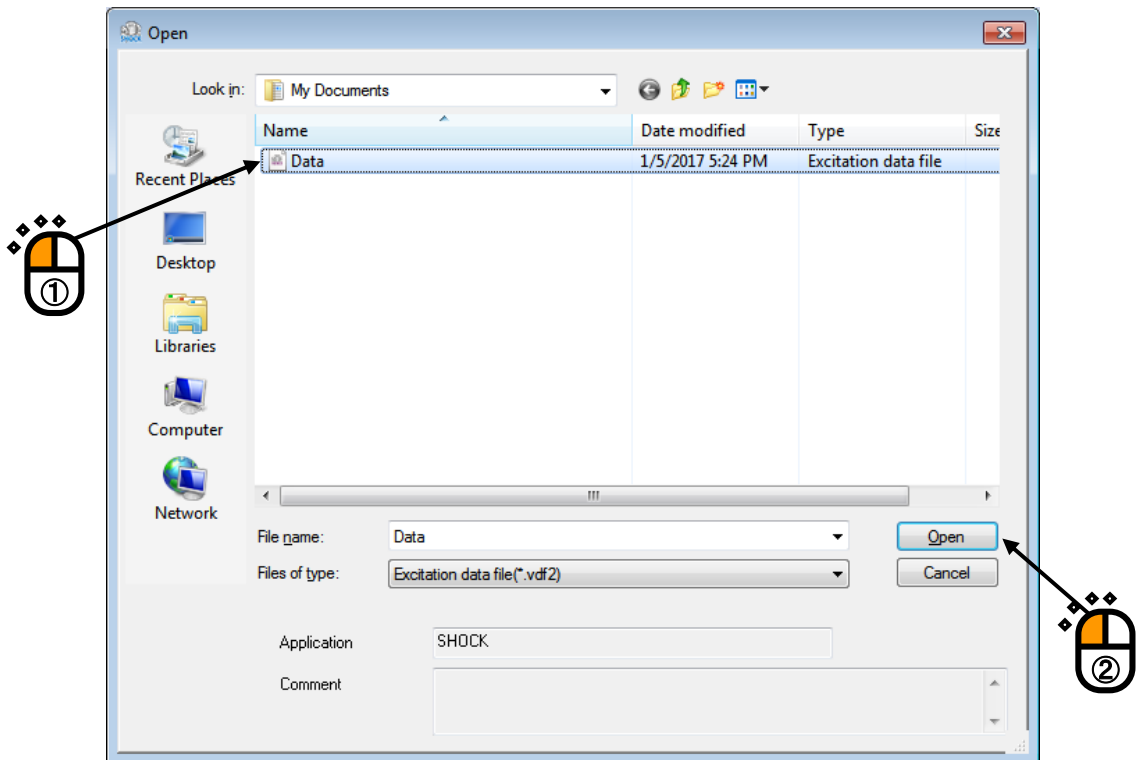 Open
Look in: My Documents
Name Date modified Type Size
Data 1/5/2017 5:24 PM Excitation data file
Recent Places
①
Desktop
Libraries
Computer
Network
File name: Data Open
Files of type: Excitation data file(*.vdf2) Cancel
②
Application SHOCK
Comment